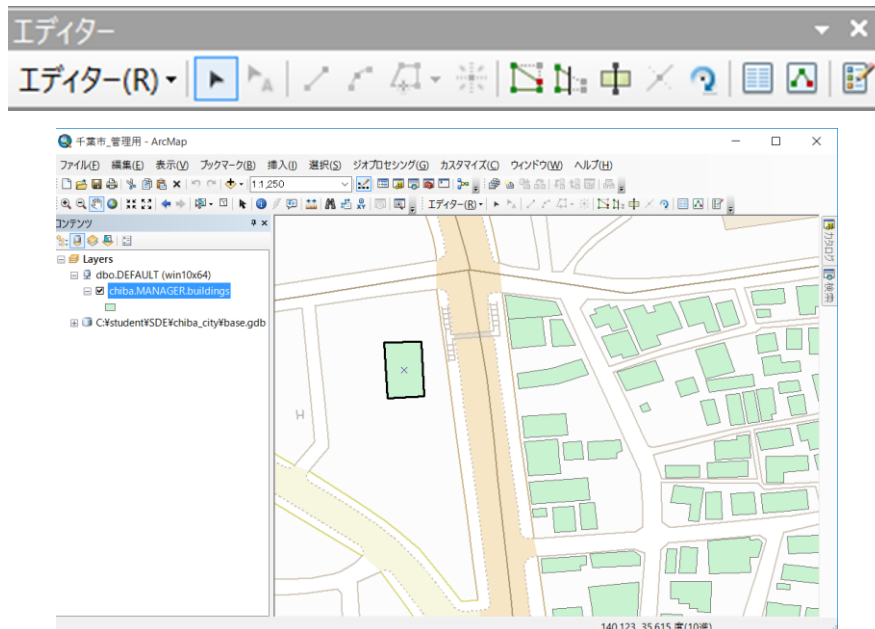 エディター
エディター(R)
千葉市_管理用 - ArcMap
ファイル(F) 編集(E) 表示(V) ブックマーク(B) 挿入(I) 選択(S) ジオプロセシング(G) カスタマイズ(C) ウィンドウ(W) ヘルプ(H)
1:1,250
エディター(R)
コンテンツ
Layers
dbo.DEFAULT (win10x64)
chiba.MANAGER.buildings
C:¥student¥SDE¥chiba_city¥base.gdb
カタログ
検索
140.123 35.615 度(10進)